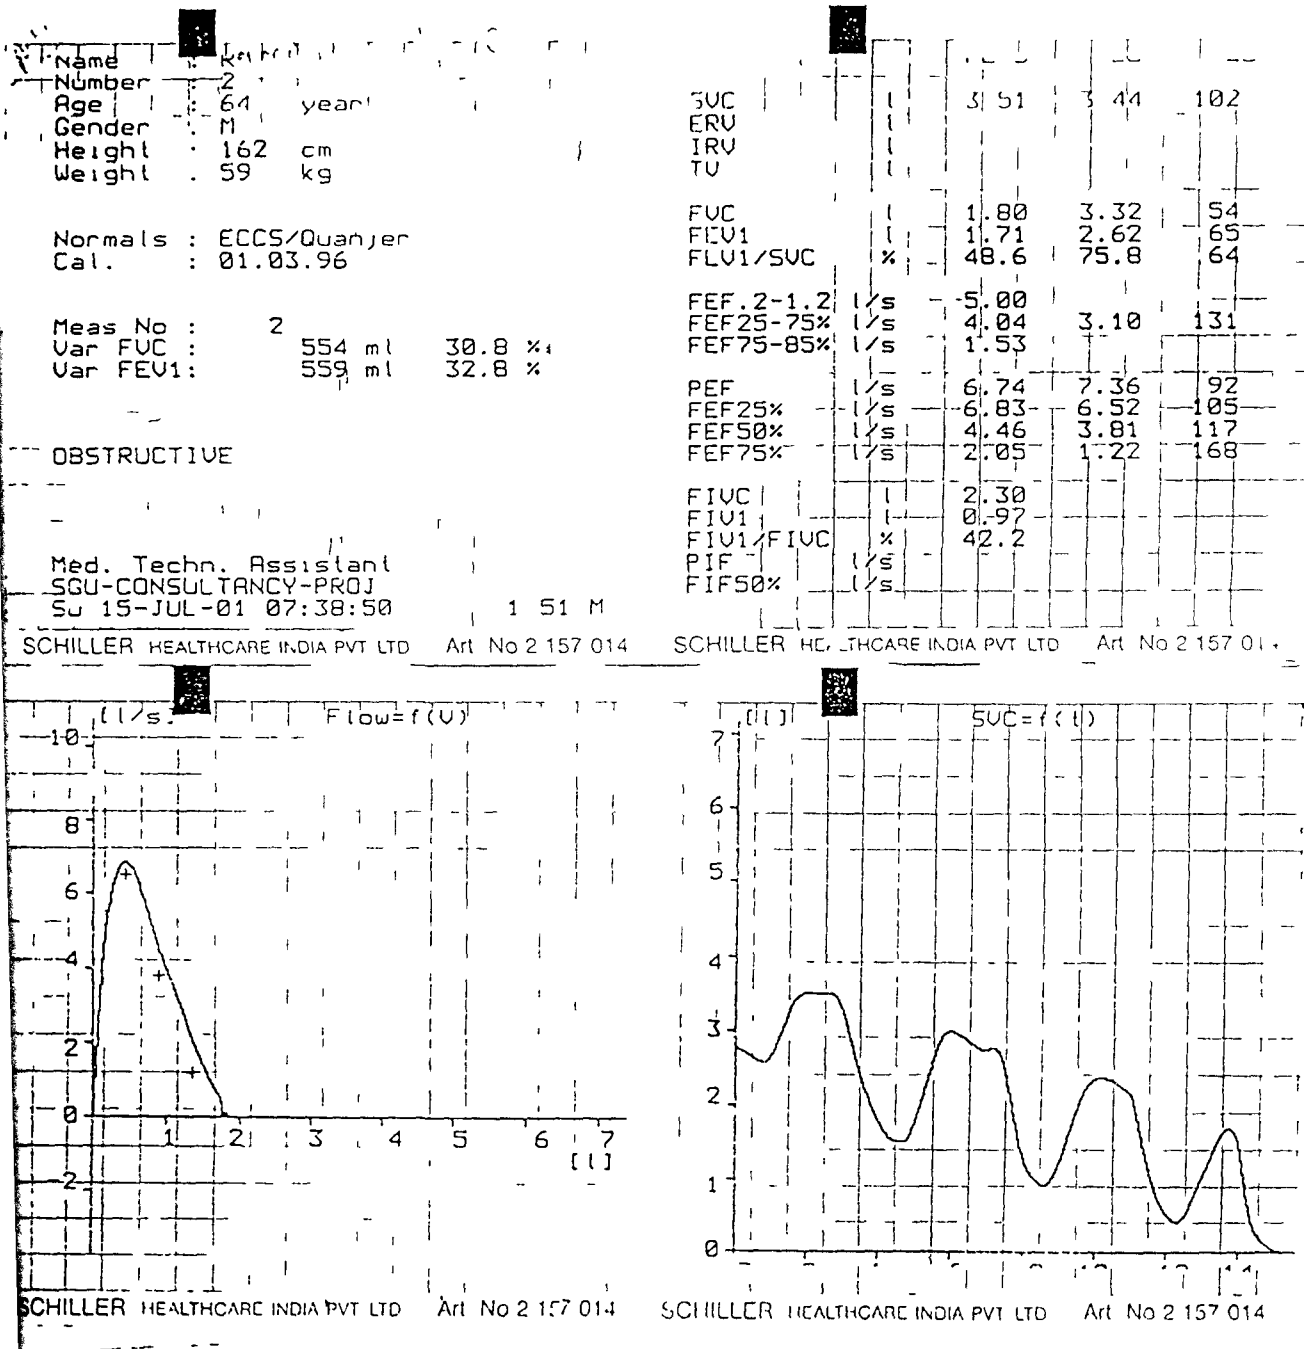 Name :
Number : 2
Age : 64 year
Gender : M
Height : 162 cm
Weight : 59 kg
Normals : ECCS/Quanjer
Cal. : 01.03.96
Meas No : 2
Var FVC : 554 ml 30.8 %
Var FEV1: 559 ml 32.8 %
OBSTRUCTIVE
Med. Techn. Assistant
SGU-CONSULTANCY-PROJ
Su 15-JUL-01 07:38:50 1 51 M
SCHILLER HEALTHCARE INDIA PVT LTD Art No 2 157 014
SVC l 3 51 3 44 102
ERV l
IRV l
TV l
FVC l 1.80 3.32 54
FEV1 l 1.71 2.62 65
FEV1/SVC % 48.6 75.8 64
FEF.2-1.2 l/s 5.00
FEF25-75% l/s 4.04 3.10 131
FEF75-85% l/s 1.53
PEF l/s 6.74 7.36 92
FEF25% l/s 6.83 6.52 105
FEF50% l/s 4.46 3.81 117
FEF75% l/s 2.05 1.22 168
FIVC l 2.30
FIV1 l 0.97
FIV1/FIVC % 42.2
PIF l/s
FIF50% l/s
SCHILLER HEALTHCARE INDIA PVT LTD Art No 2 157 01
[l/s] Flow=f(V)
10
8
6
4
2
0
1 2 3 4 5 6 7
[l]
2
SCHILLER HEALTHCARE INDIA PVT LTD Art No 2 157 014
[l] SVC=f(t)
7
6
5
4
3
2
1
0
SCHILLER HEALTHCARE INDIA PVT LTD Art No 2 157 014